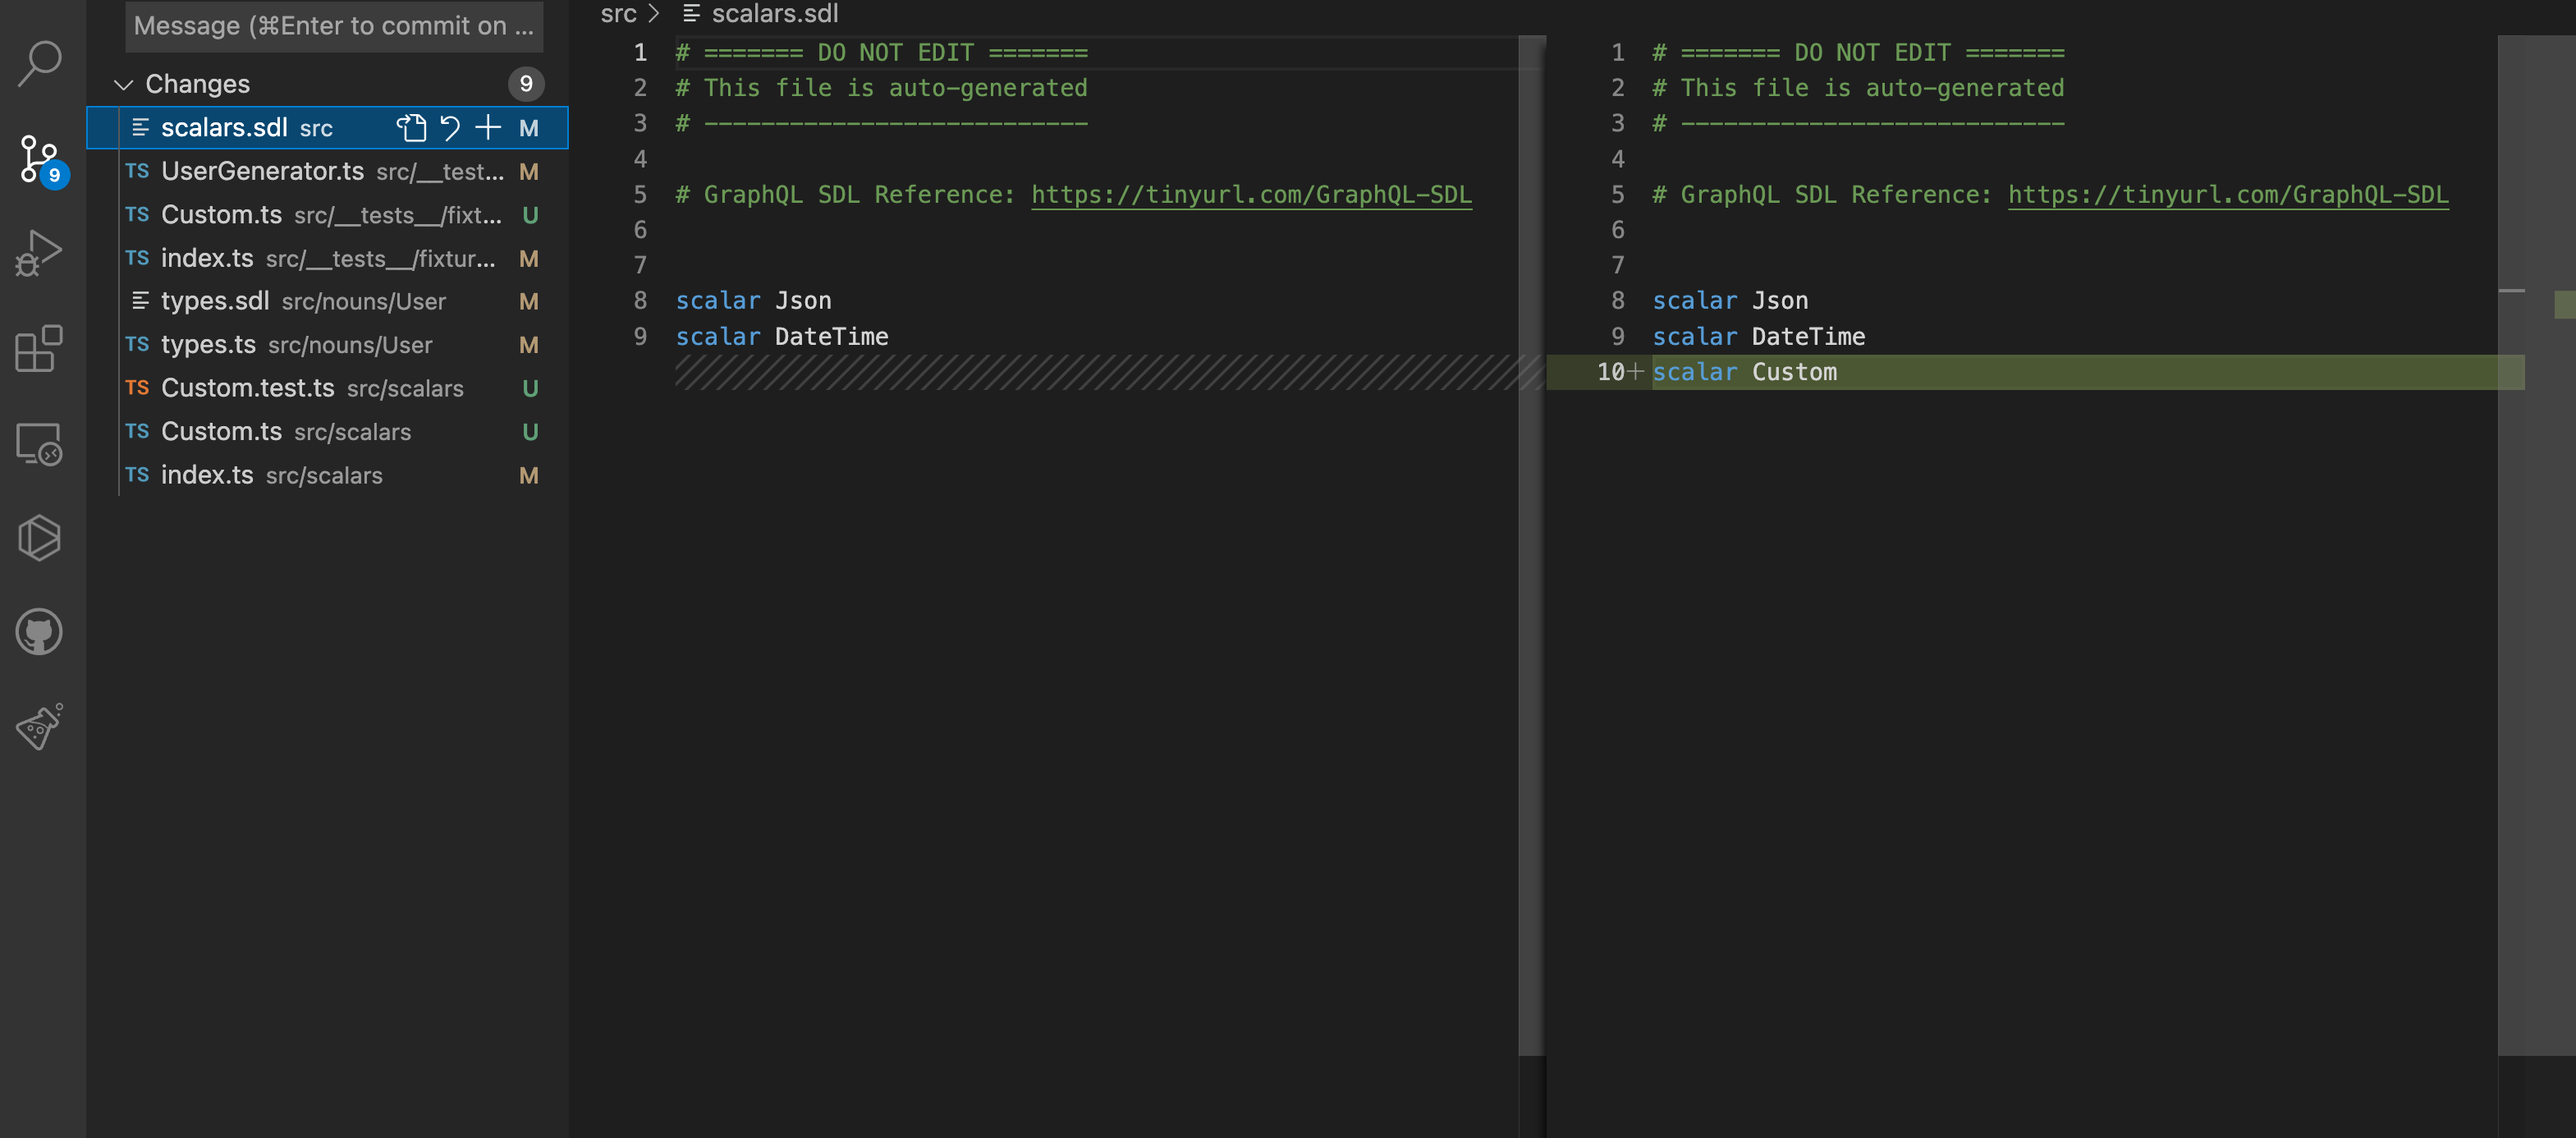 Message (⌘Enter to commit on ...
Changes 9
scalars.sdl src M
TS UserGenerator.ts src/__test... M
TS Custom.ts src/__tests__/fixt... U
TS index.ts src/__tests__/fixtur... M
types.sdl src/nouns/User M
TS types.ts src/nouns/User M
TS Custom.test.ts src/scalars U
TS Custom.ts src/scalars U
TS index.ts src/scalars M
9
src > scalars.sdl
1 # ======= DO NOT EDIT =======
2 # This file is auto-generated
3 # ---------------------------
4
5 # GraphQL SDL Reference: https://tinyurl.com/GraphQL-SDL
6
7
8 scalar Json
9 scalar DateTime
1 # ======= DO NOT EDIT =======
2 # This file is auto-generated
3 # ---------------------------
4
5 # GraphQL SDL Reference: https://tinyurl.com/GraphQL-SDL
6
7
8 scalar Json
9 scalar DateTime
10+ scalar Custom